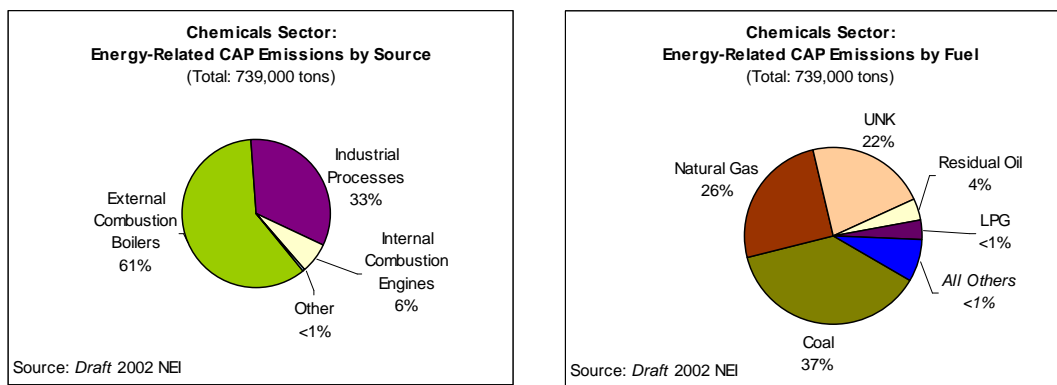 Chemicals Sector:
Energy-Related CAP Emissions by Source
(Total: 739,000 tons)
Industrial
Processes
33%
External
Combustion
Boilers
61%
Internal
Combustion
Engines
6%
Other
<1%
Source: Draft 2002 NEI
Chemicals Sector:
Energy-Related CAP Emissions by Fuel
(Total: 739,000 tons)
UNK
22%
Natural Gas
26%
Residual Oil
4%
LPG
<1%
All Others
<1%
Coal
37%
Source: Draft 2002 NEI